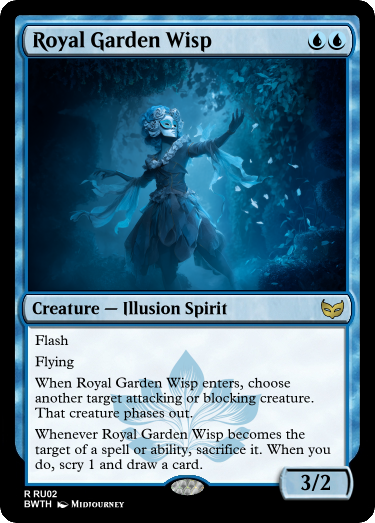 Royal Garden Wisp
Creature — Illusion Spirit
Flash
Flying
When Royal Garden Wisp enters, choose
another target attacking or blocking creature.
That creature phases out.
Whenever Royal Garden Wisp becomes the
target of a spell or ability, sacrifice it. When you
do, scry 1 and draw a card.
3/2
R RU02
BWTH Midjourney